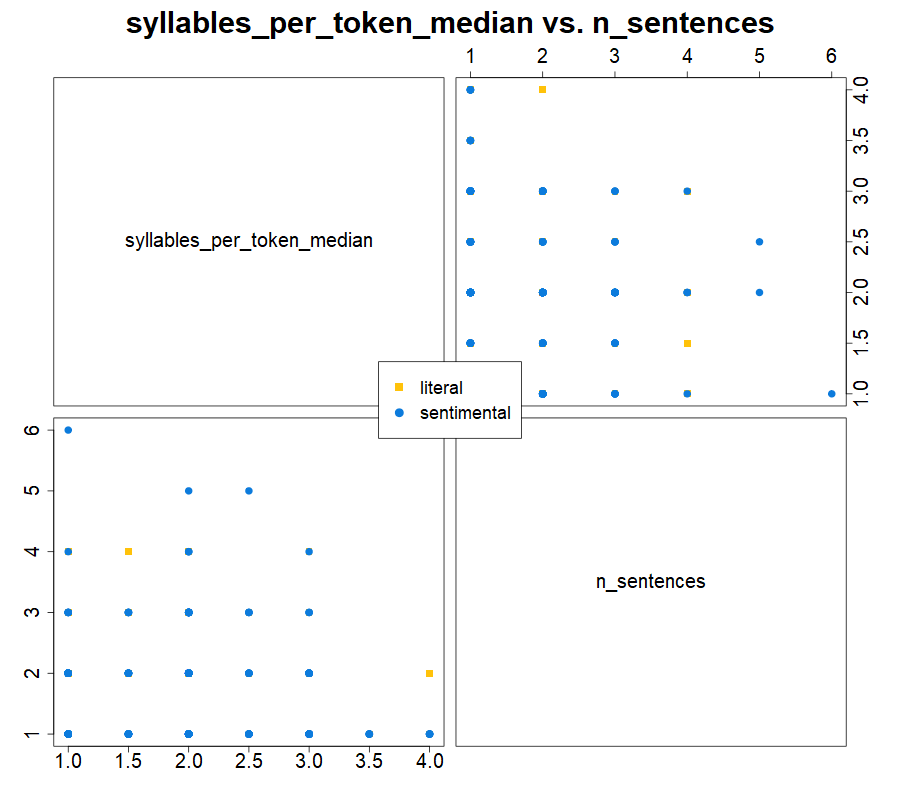 syllables_per_token_median vs. n_sentences
1 2 3 4 5 6
syllables_per_token_median
4.0
3.5
3.0
2.5
2.0
1.5
1.0
literal
sentimental
6
5
4
3
2
1
n_sentences
1.0 1.5 2.0 2.5 3.0 3.5 4.0